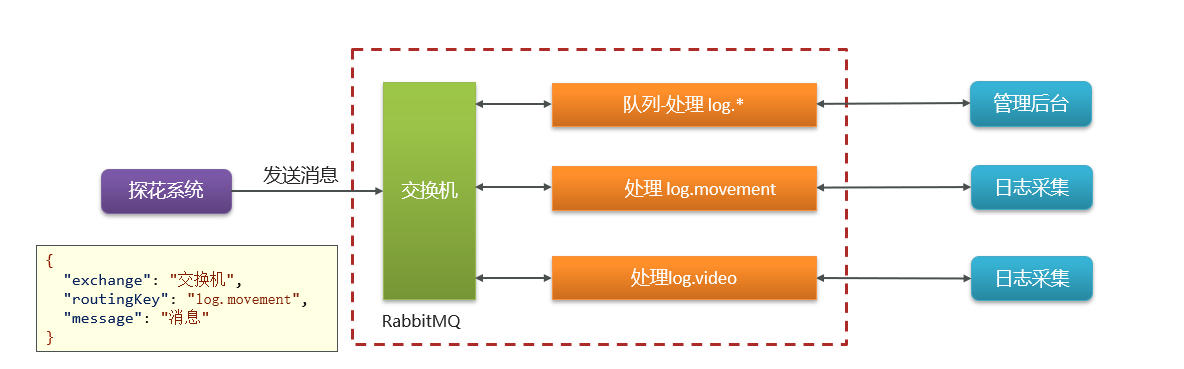 队列-处理 log.*
管理后台
探花系统
发送消息
交换机
处理 log.movement
日志采集
处理log.video
日志采集
RabbitMQ
{
"exchange": "交换机",
"routingKey": "log.movement",
"message": "消息"
}